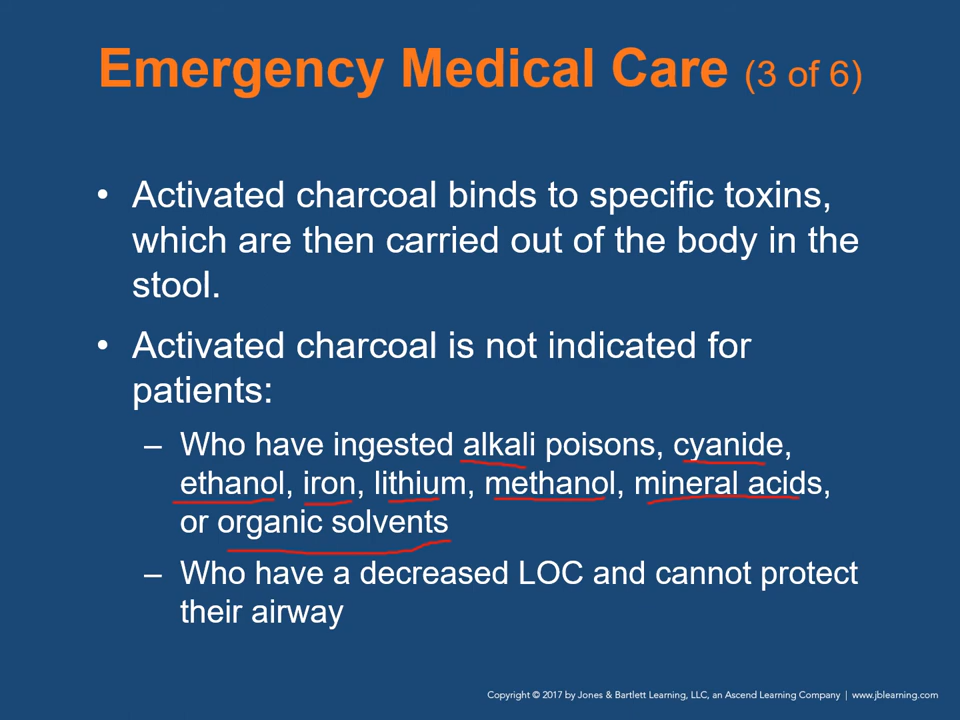 Emergency Medical Care (3 of 6)
• Activated charcoal binds to specific toxins,
which are then carried out of the body in the
stool.
• Activated charcoal is not indicated for
patients:
– Who have ingested alkali poisons, cyanide,
ethanol, iron, lithium, methanol, mineral acids,
or organic solvents
– Who have a decreased LOC and cannot protect
their airway
Copyright © 2017 by Jones & Bartlett Learning, LLC, an Ascend Learning Company | www.jblearning.com